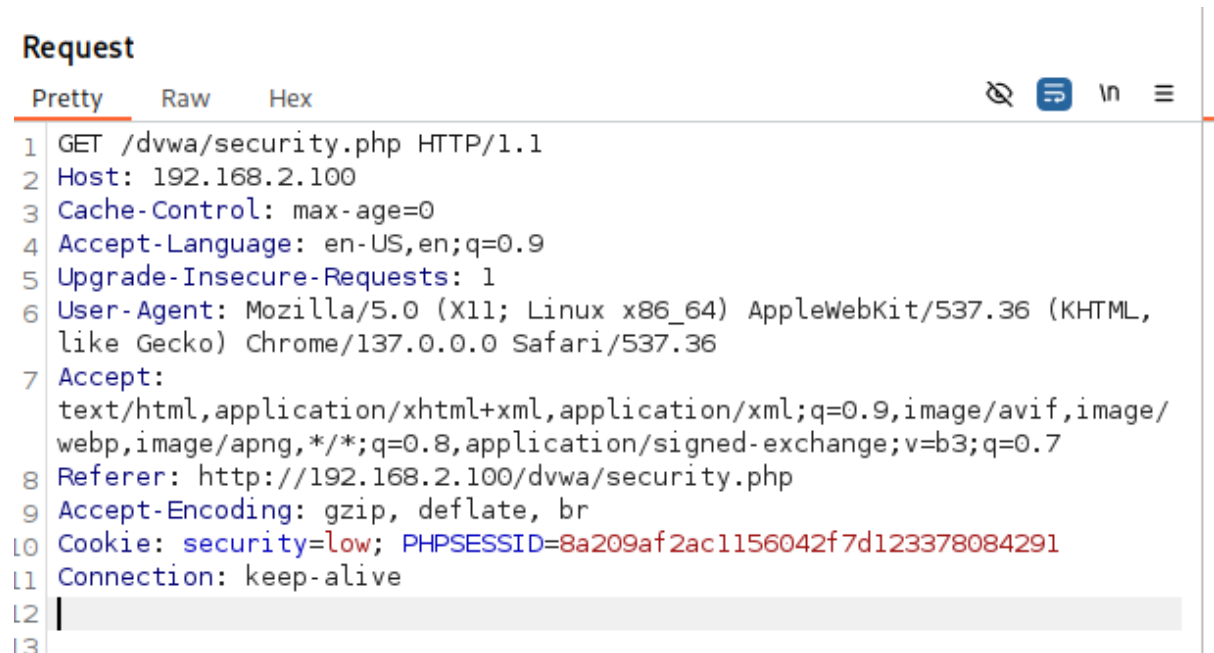 Request
Pretty Raw Hex \n
1 GET /dvwa/security.php HTTP/1.1
2 Host: 192.168.2.100
3 Cache-Control: max-age=0
4 Accept-Language: en-US,en;q=0.9
5 Upgrade-Insecure-Requests: 1
6 User-Agent: Mozilla/5.0 (X11; Linux x86_64) AppleWebKit/537.36 (KHTML,
like Gecko) Chrome/137.0.0.0 Safari/537.36
7 Accept:
text/html,application/xhtml+xml,application/xml;q=0.9,image/avif,image/
webp,image/apng,*/*;q=0.8,application/signed-exchange;v=b3;q=0.7
8 Referer: http://192.168.2.100/dvwa/security.php
9 Accept-Encoding: gzip, deflate, br
10 Cookie: security=low; PHPSESSID=8a209af2ac1156042f7d123378084291
11 Connection: keep-alive
12
13